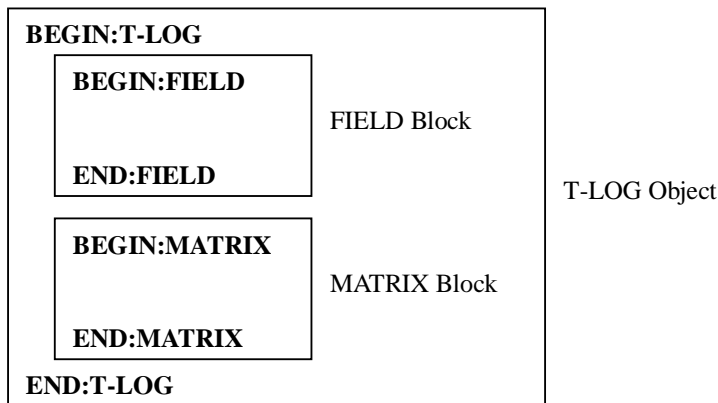 BEGIN:T-LOG
BEGIN:FIELD
FIELD Block
END:FIELD
T-LOG Object
BEGIN:MATRIX
MATRIX Block
END:MATRIX
END:T-LOG